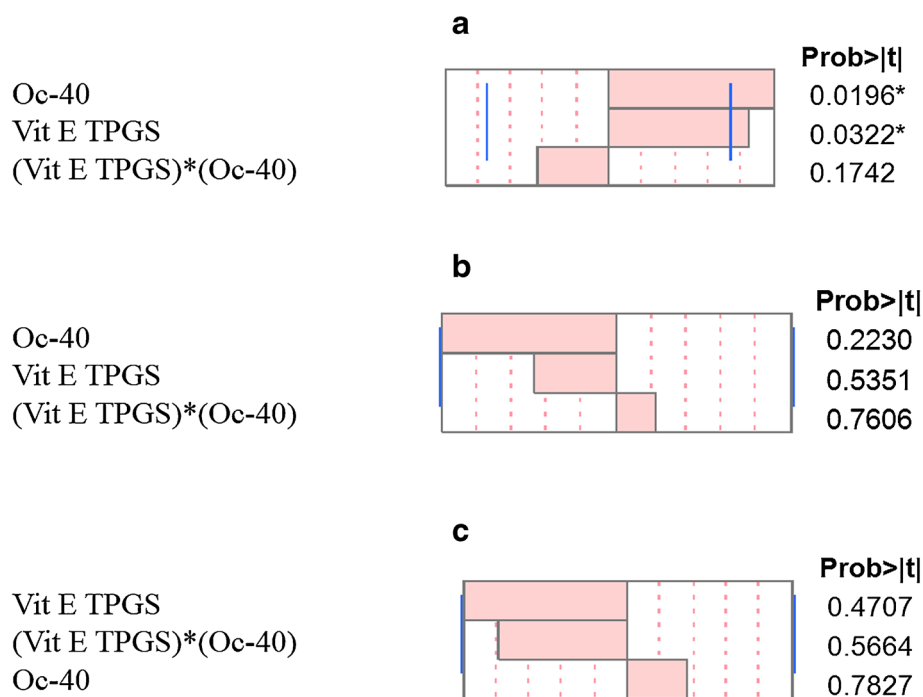 a
Prob>|t|
Oc-40 0.0196*
Vit E TPGS 0.0322*
(Vit E TPGS)*(Oc-40) 0.1742
b
Prob>|t|
Oc-40 0.2230
Vit E TPGS 0.5351
(Vit E TPGS)*(Oc-40) 0.7606
c
Prob>|t|
Vit E TPGS 0.4707
(Vit E TPGS)*(Oc-40) 0.5664
Oc-40 0.7827